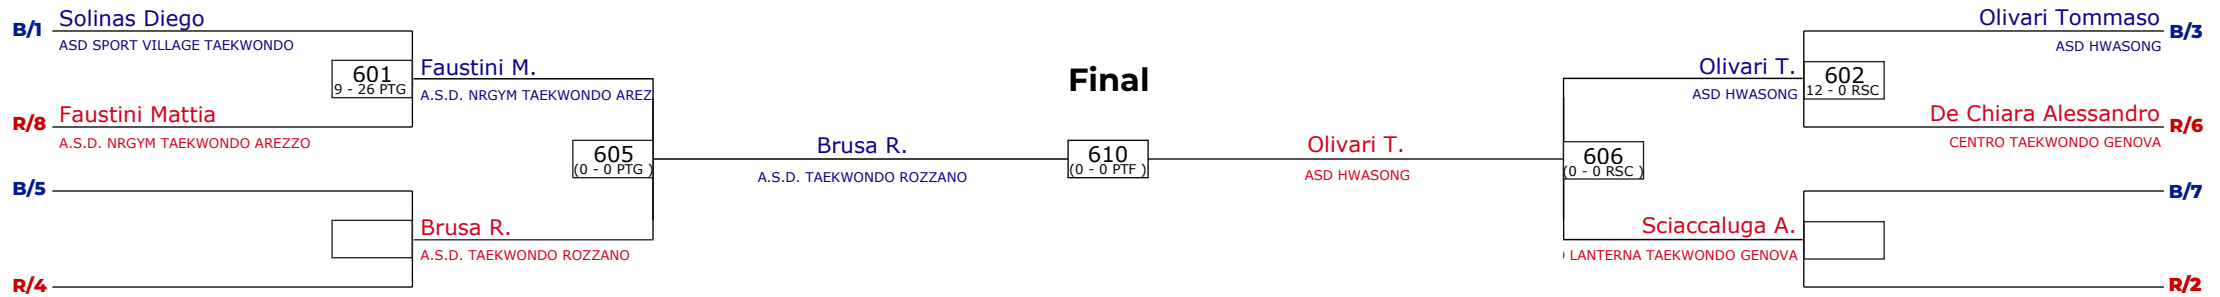 Solinas Diego
B/1
ASD SPORT VILLAGE TAEKWONDO
601
9 - 26 PTG
Faustini Mattia
R/8
A.S.D. NRGYM TAEKWONDO AREZZO
Faustini M.
A.S.D. NRGYM TAEKWONDO AREZ
605
(0 - 0 PTG )
B/5
Brusa R.
A.S.D. TAEKWONDO ROZZANO
R/4
Final
Brusa R.
A.S.D. TAEKWONDO ROZZANO
610
(0 - 0 PTF )
Olivari T.
ASD HWASONG
Olivari Tommaso
B/3
ASD HWASONG
Olivari T.
ASD HWASONG
602
12 - 0 RSC
De Chiara Alessandro
R/6
CENTRO TAEKWONDO GENOVA
606
(0 - 0 RSC )
B/7
Sciaccaluga A.
LANTERNA TAEKWONDO GENOVA
R/2